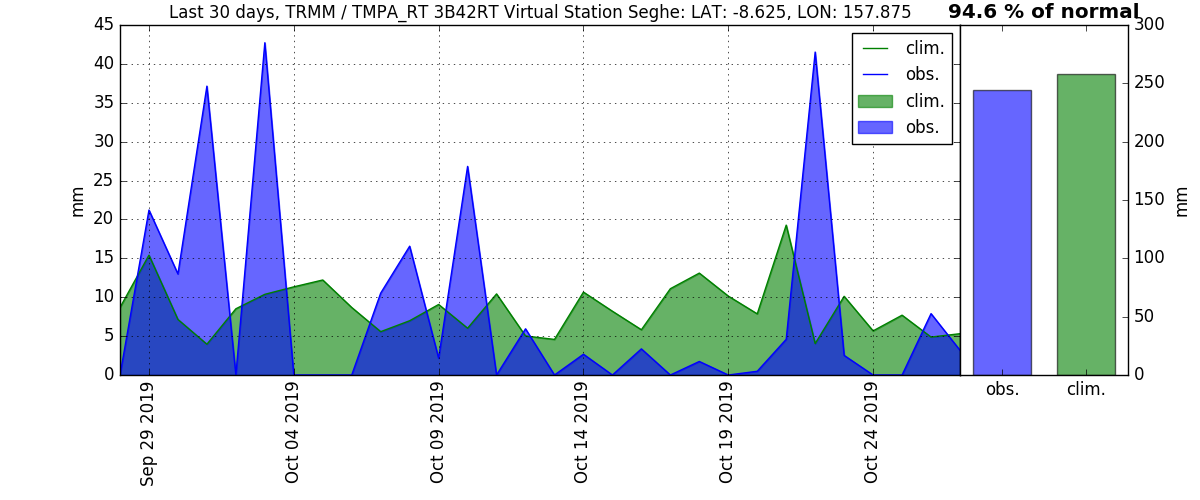 Last 30 days, TRMM / TMPA_RT 3B42RT Virtual Station Seghe: LAT: -8.625, LON: 157.875
94.6 % of normal
45
40
35
30
25
20
15
10
5
0
mm
clim.
obs.
clim.
obs.
Sep 29 2019
Oct 04 2019
Oct 09 2019
Oct 14 2019
Oct 19 2019
Oct 24 2019
300
250
200
150
100
50
0
mm
obs.
clim.